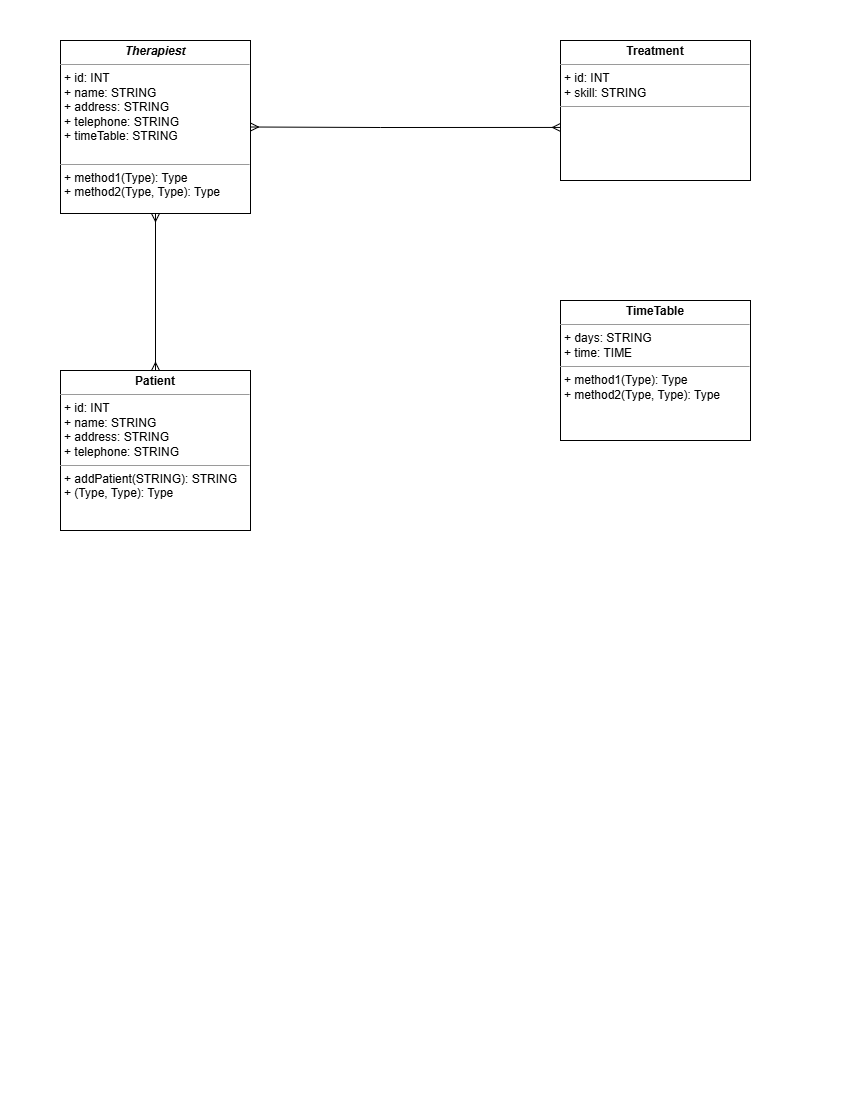 Therapiest
+ id: INT
+ name: STRING
+ address: STRING
+ telephone: STRING
+ timeTable: STRING
+ method1(Type): Type
+ method2(Type, Type): Type
Treatment
+ id: INT
+ skill: STRING
TimeTable
+ days: STRING
+ time: TIME
+ method1(Type): Type
+ method2(Type, Type): Type
Patient
+ id: INT
+ name: STRING
+ address: STRING
+ telephone: STRING
+ addPatient(STRING): STRING
+ (Type, Type): Type